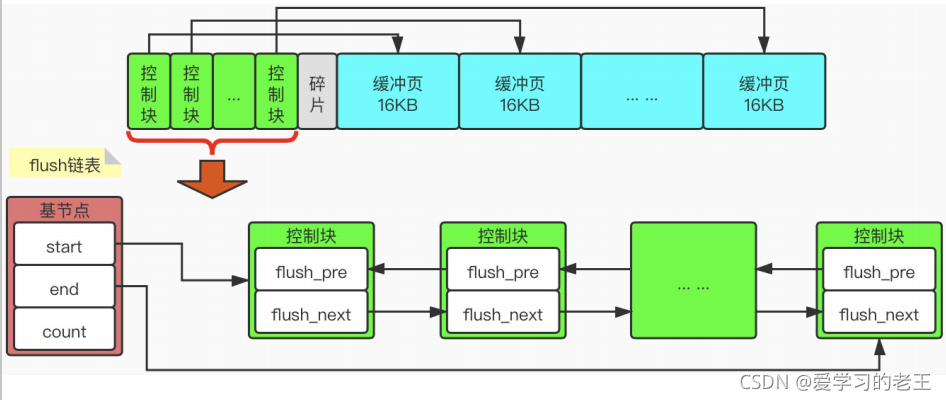 控制块
控制块
...
控制块
碎片
缓冲页
16KB
缓冲页
16KB
... ...
缓冲页
16KB
flush链表
基节点
start
end
count
控制块
flush_pre
flush_next
控制块
flush_pre
flush_next
... ...
控制块
flush_pre
flush_next
CSDN @爱学习的老王